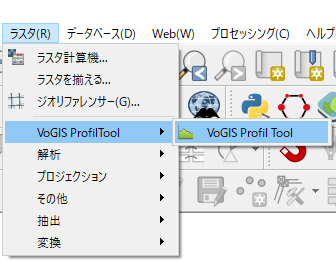 ラスタ(R) データベース(D) Web(W) プロセッシング(C) ヘルプ
ラスタ計算機...
ラスタを揃える...
ジオリファレンサー(G)...
VoGIS ProfilTool
VoGIS Profil Tool
解析
プロジェクション
その他
抽出
変換